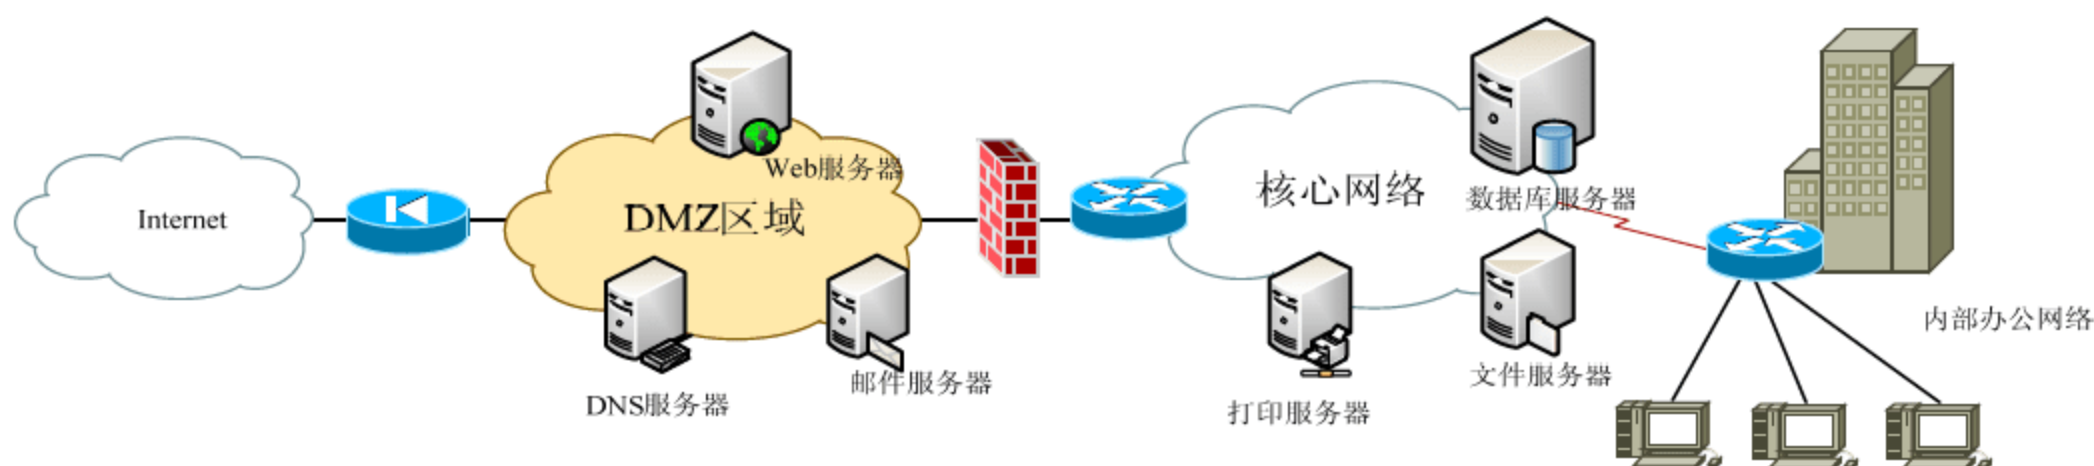 Internet
Web服务器
DMZ区域
DNS服务器
邮件服务器
核心网络
数据库服务器
打印服务器
文件服务器
内部办公网络